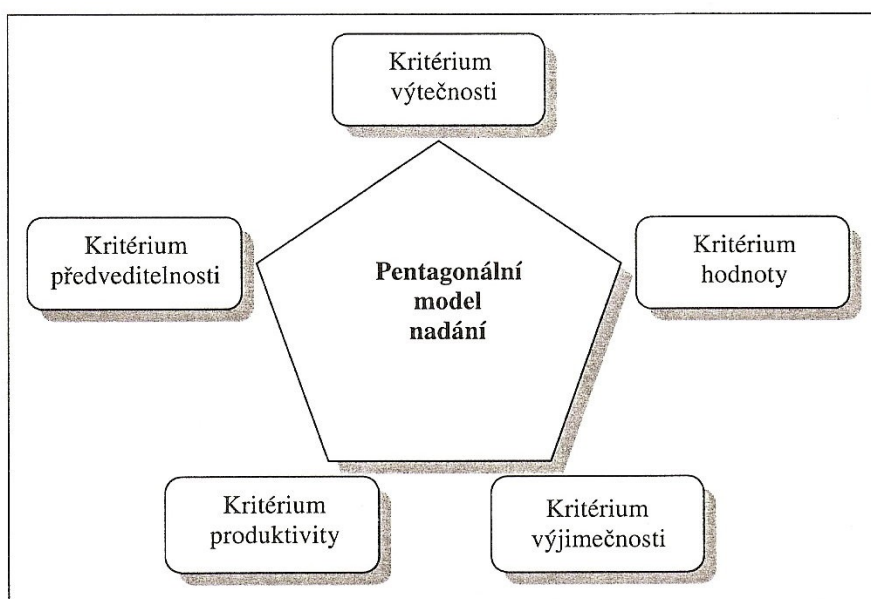 Kritérium
výtečnosti
Kritérium
předveditelnosti
Pentagonální
model
nadání
Kritérium
hodnoty
Kritérium
produktivity
Kritérium
výjimečnosti